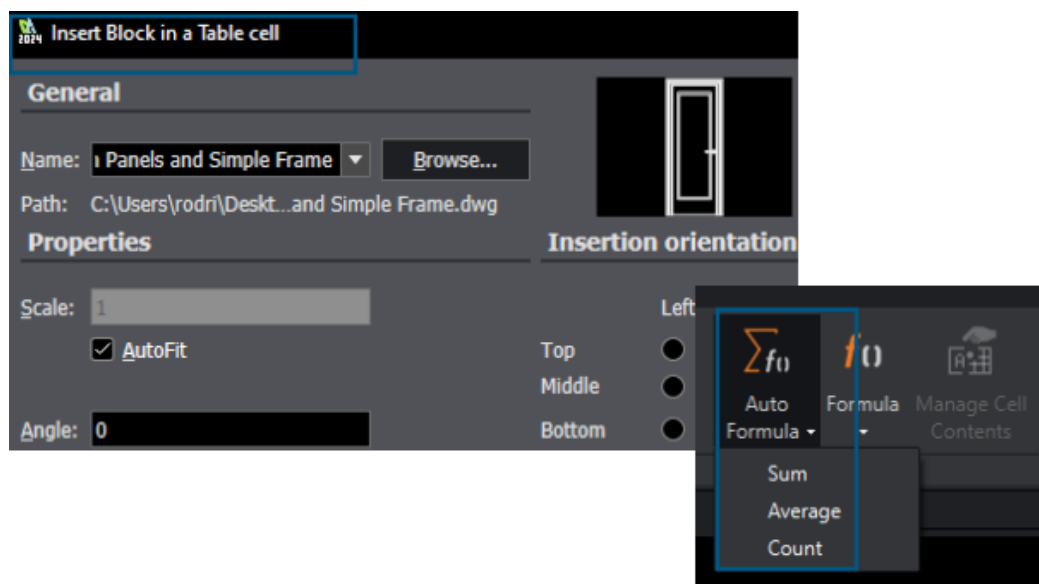 2024 Insert Block in a Table cell
General
Name: Panels and Simple Frame Browse...
Path: C:\Users\rodri\Deskt...and Simple Frame.dwg
Properties Insertion orientation
Scale: 1
Left
AutoFit
Top
Middle
Angle: 0
Bottom
Auto Formula
Formula
Manage Cell Contents
Sum
Average
Count